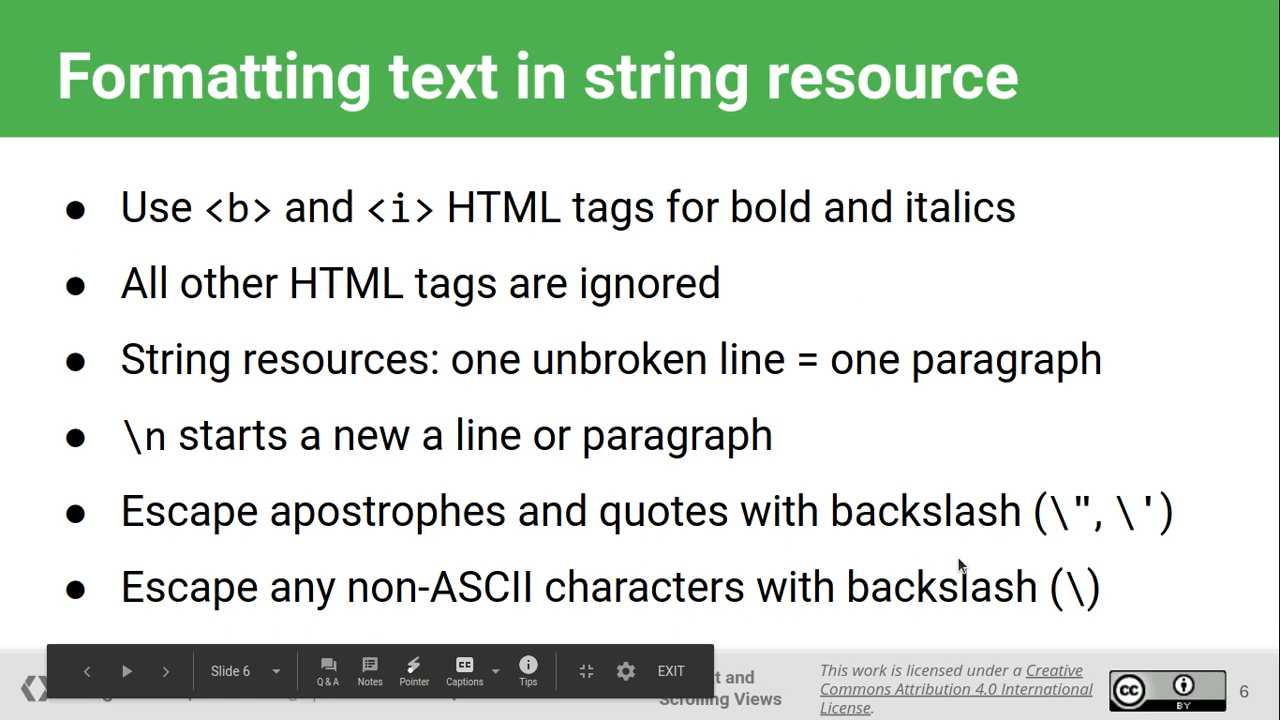 Formatting text in string resource
● Use <b> and <i> HTML tags for bold and italics
● All other HTML tags are ignored
● String resources: one unbroken line = one paragraph
● \n starts a new a line or paragraph
● Escape apostrophes and quotes with backslash (\", \')
● Escape any non-ASCII characters with backslash (\)
Slide 6
Q&A Notes Pointer Captions Tips EXIT
and
Scrolling Views
This work is licensed under a Creative
Commons Attribution 4.0 International
License.
cc BY
6